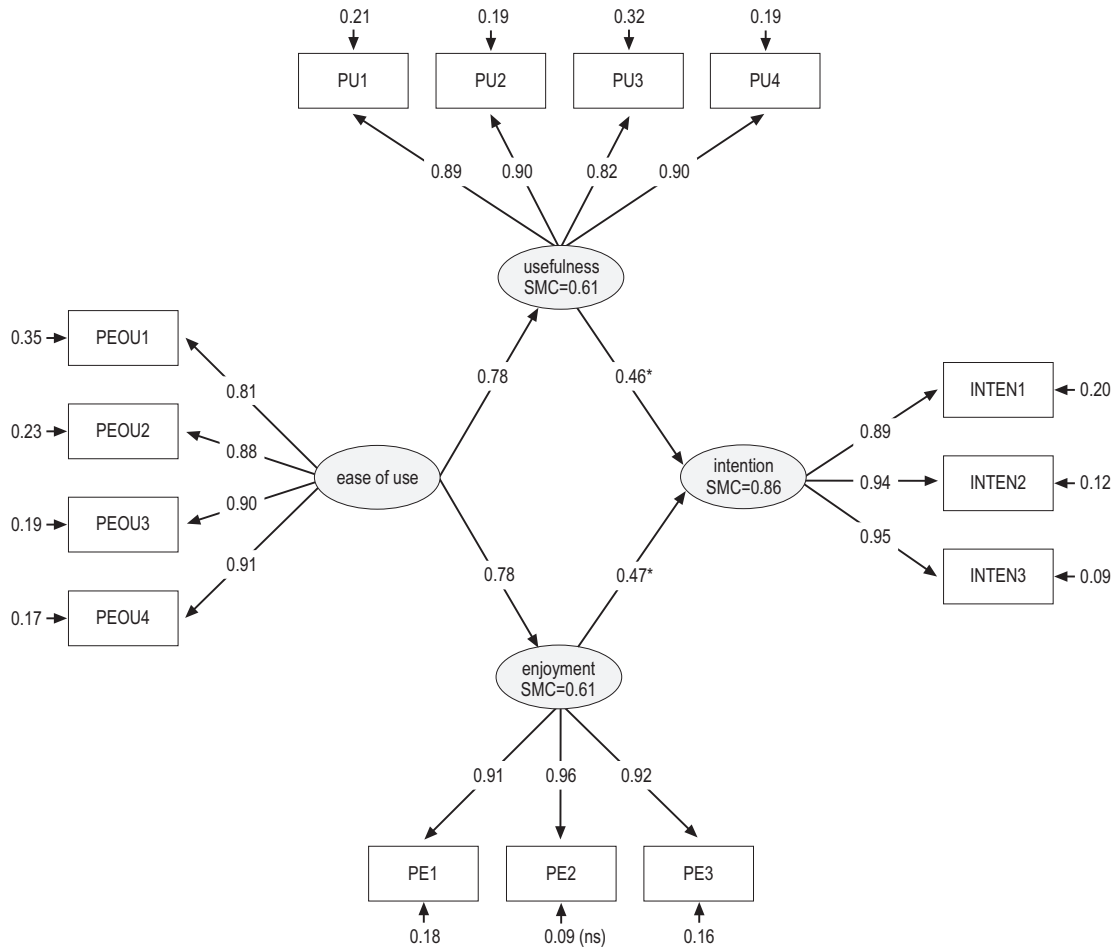 0.21
0.19
0.32
0.19
PU1
PU2
PU3
PU4
0.89
0.90
0.82
0.90
usefulness
SMC=0.61
0.35
PEOU1
0.81
0.78
0.46*
INTEN1
0.20
0.23
PEOU2
0.88
0.89
ease of use
intention
SMC=0.86
0.94
INTEN2
0.12
0.90
0.19
PEOU3
0.95
0.91
0.78
0.47*
INTEN3
0.09
0.17
PEOU4
enjoyment
SMC=0.61
0.91
0.96
0.92
PE1
PE2
PE3
0.18
0.09 (ns)
0.16